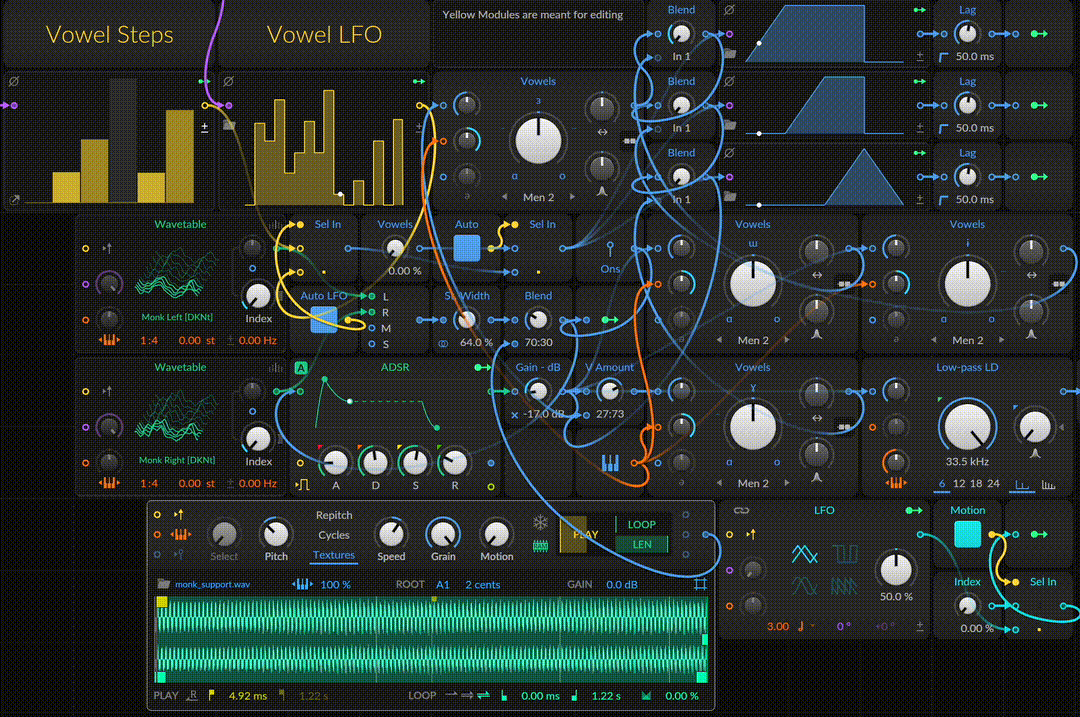 Vowel Steps
Vowel LFO
Yellow Modules are meant for editing
Blend
In 1
Lag
50.0 ms
Vowels
ɜ
ɑ
ɑ
Men 2
Blend
In 1
Lag
50.0 ms
Blend
In 1
Lag
50.0 ms
Wavetable
Monk Left [DKNt]
1:4 0.00 st ± 0.00 Hz
Index
Sel In
Vowels
0.00 %
Auto
Sel In
Ons
Vowels
ɯ
ɑ
ɑ
Men 2
Vowels
i
ɑ
ɑ
Men 2
Auto LFO
L
R
M
S
Width
64.0 %
Blend
70:30
Wavetable
Monk Right [DKNt]
1:4 0.00 st ± 0.00 Hz
Index
A
ADSR
A D S R
Gain - dB
-17.0 dB
Amount
27:73
Vowels
ɑ
ɑ
Men 2
Low-pass LD
33.5 kHz
6 12 18 24
Select
Pitch
Repitch
Cycles
Textures
Speed
Grain
Motion
PLAY
LOOP
LEN
monk_support.wav
100 %
ROOT A1 2 cents
GAIN 0.0 dB
PLAY R 4.92 ms 1.22 s
LOOP 0.00 ms 1.22 s 0.00 %
LFO
50.0 %
3.00 0 °
Motion
Index
0.00 %
Sel In